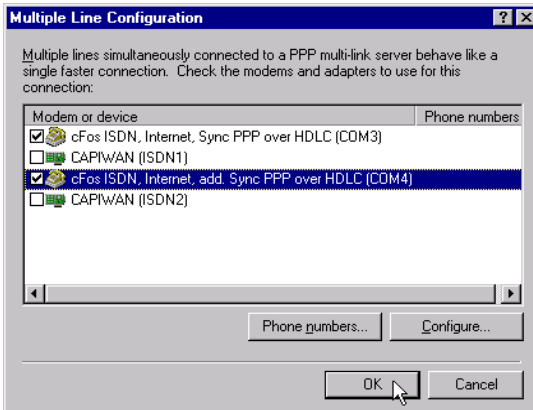 Multiple Line Configuration
Multiple lines simultaneously connected to a PPP multi-link server behave like a
single faster connection. Check the modems and adapters to use for this
connection:
Modem or device Phone numbers
cFos ISDN, Internet, Sync PPP over HDLC (COM3)
CAPIWAN (ISDN1)
cFos ISDN, Internet, add. Sync PPP over HDLC (COM4)
CAPIWAN (ISDN2)
Phone numbers... Configure...
OK Cancel